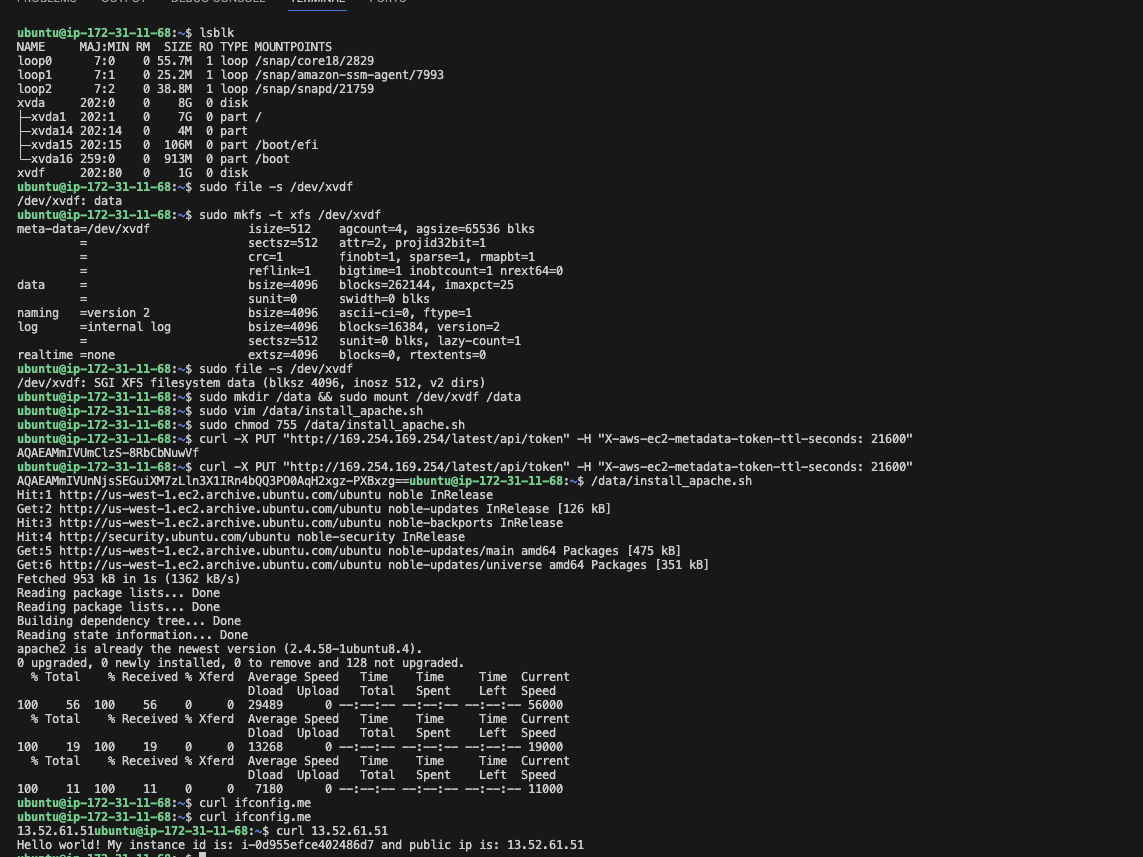 PROBLEMS OUTPUT DEBUG CONSOLE TERMINAL PORTS
ubuntu@ip-172-31-11-68:~$ lsblk
NAME     MAJ:MIN RM  SIZE RO TYPE MOUNTPOINTS
loop0      7:0    0 55.7M  1 loop /snap/core18/2829
loop1      7:1    0 25.2M  1 loop /snap/amazon-ssm-agent/7993
loop2      7:2    0 38.8M  1 loop /snap/snapd/21759
xvda     202:0    0    8G  0 disk
├─xvda1  202:1    0    7G  0 part /
├─xvda14 202:14   0    4M  0 part
├─xvda15 202:15   0  106M  0 part /boot/efi
└─xvda16 259:0    0  913M  0 part /boot
xvdf     202:80   0    1G  0 disk
ubuntu@ip-172-31-11-68:~$ sudo file -s /dev/xvdf
/dev/xvdf: data
ubuntu@ip-172-31-11-68:~$ sudo mkfs -t xfs /dev/xvdf
meta-data=/dev/xvdf              isize=512    agcount=4, agsize=65536 blks
         =                       sectsz=512   attr=2, projid32bit=1
         =                       crc=1        finobt=1, sparse=1, rmapbt=1
         =                       reflink=1    bigtime=1 inobtcount=1 nrext64=0
data     =                       bsize=4096   blocks=262144, imaxpct=25
         =                       sunit=0      swidth=0 blks
naming   =version 2              bsize=4096   ascii-ci=0, ftype=1
log      =internal log           bsize=4096   blocks=16384, version=2
         =                       sectsz=512   sunit=0 blks, lazy-count=1
realtime =none                   extsz=4096   blocks=0, rtextents=0
ubuntu@ip-172-31-11-68:~$ sudo file -s /dev/xvdf
/dev/xvdf: SGI XFS filesystem data (blksz 4096, inosz 512, v2 dirs)
ubuntu@ip-172-31-11-68:~$ sudo mkdir /data && sudo mount /dev/xvdf /data
ubuntu@ip-172-31-11-68:~$ sudo vim /data/install_apache.sh
ubuntu@ip-172-31-11-68:~$ sudo chmod 755 /data/install_apache.sh
ubuntu@ip-172-31-11-68:~$ curl -X PUT "http://169.254.169.254/latest/api/token" -H "X-aws-ec2-metadata-token-ttl-seconds: 21600"
AQAEAMmIVUmClzS-8RbCbNuwVf
ubuntu@ip-172-31-11-68:~$ curl -X PUT "http://169.254.169.254/latest/api/token" -H "X-aws-ec2-metadata-token-ttl-seconds: 21600"
AQAEAMmIVUnNjsSEGuiXM7zLln3X1IRn4bQQ3PO0AqH2xgz-PXBxzg==ubuntu@ip-172-31-11-68:~$ /data/install_apache.sh
Hit:1 http://us-west-1.ec2.archive.ubuntu.com/ubuntu noble InRelease
Get:2 http://us-west-1.ec2.archive.ubuntu.com/ubuntu noble-updates InRelease [126 kB]
Hit:3 http://us-west-1.ec2.archive.ubuntu.com/ubuntu noble-backports InRelease
Hit:4 http://security.ubuntu.com/ubuntu noble-security InRelease
Get:5 http://us-west-1.ec2.archive.ubuntu.com/ubuntu noble-updates/main amd64 Packages [475 kB]
Get:6 http://us-west-1.ec2.archive.ubuntu.com/ubuntu noble-updates/universe amd64 Packages [351 kB]
Fetched 953 kB in 1s (1362 kB/s)
Reading package lists... Done
Reading package lists... Done
Building dependency tree... Done
Reading state information... Done
apache2 is already the newest version (2.4.58-1ubuntu8.4).
0 upgraded, 0 newly installed, 0 to remove and 128 not upgraded.
  % Total    % Received % Xferd  Average Speed   Time    Time     Time  Current
                                 Dload  Upload   Total   Spent    Left  Speed
100    56  100    56    0     0  29489      0 --:--:-- --:--:-- --:--:-- 56000
  % Total    % Received % Xferd  Average Speed   Time    Time     Time  Current
                                 Dload  Upload   Total   Spent    Left  Speed
100    19  100    19    0     0  13268      0 --:--:-- --:--:-- --:--:-- 19000
  % Total    % Received % Xferd  Average Speed   Time    Time     Time  Current
                                 Dload  Upload   Total   Spent    Left  Speed
100    11  100    11    0     0   7180      0 --:--:-- --:--:-- --:--:-- 11000
ubuntu@ip-172-31-11-68:~$ curl ifconfig.me
ubuntu@ip-172-31-11-68:~$ curl ifconfig.me
13.52.61.51ubuntu@ip-172-31-11-68:~$ curl 13.52.61.51
Hello world! My instance id is: i-0d955efce402486d7 and public ip is: 13.52.61.51
ubuntu@ip-172-31-11-68:~$